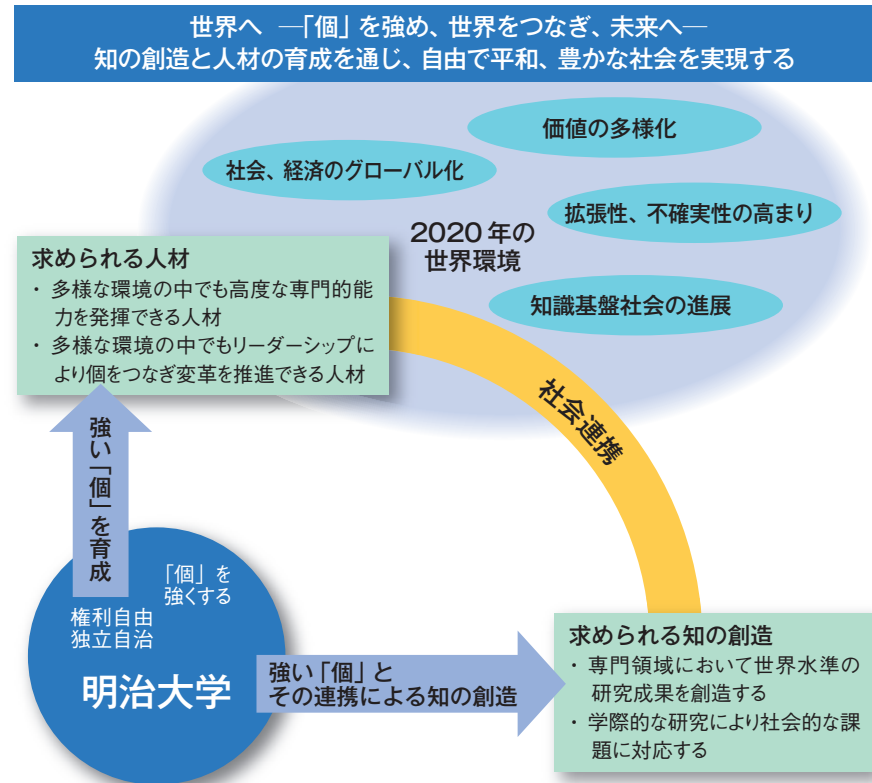 世界へ ―「個」を強め、世界をつなぎ、未来へ―
知の創造と人材の育成を通じ、自由で平和、豊かな社会を実現する
価値の多様化
社会、経済のグローバル化
拡張性、不確実性の高まり
2020年の
世界環境
知識基盤社会の進展
求められる人材
・ 多様な環境の中でも高度な専門的能
力を発揮できる人材
・ 多様な環境の中でもリーダーシップに
より個をつなぎ変革を推進できる人材
社会連携
強い「個」を育成
「個」を
強くする
権利自由
独立自治
明治大学
強い「個」と
その連携による知の創造
求められる知の創造
・ 専門領域において世界水準の
研究成果を創造する
・ 学際的な研究により社会的な課
題に対応する